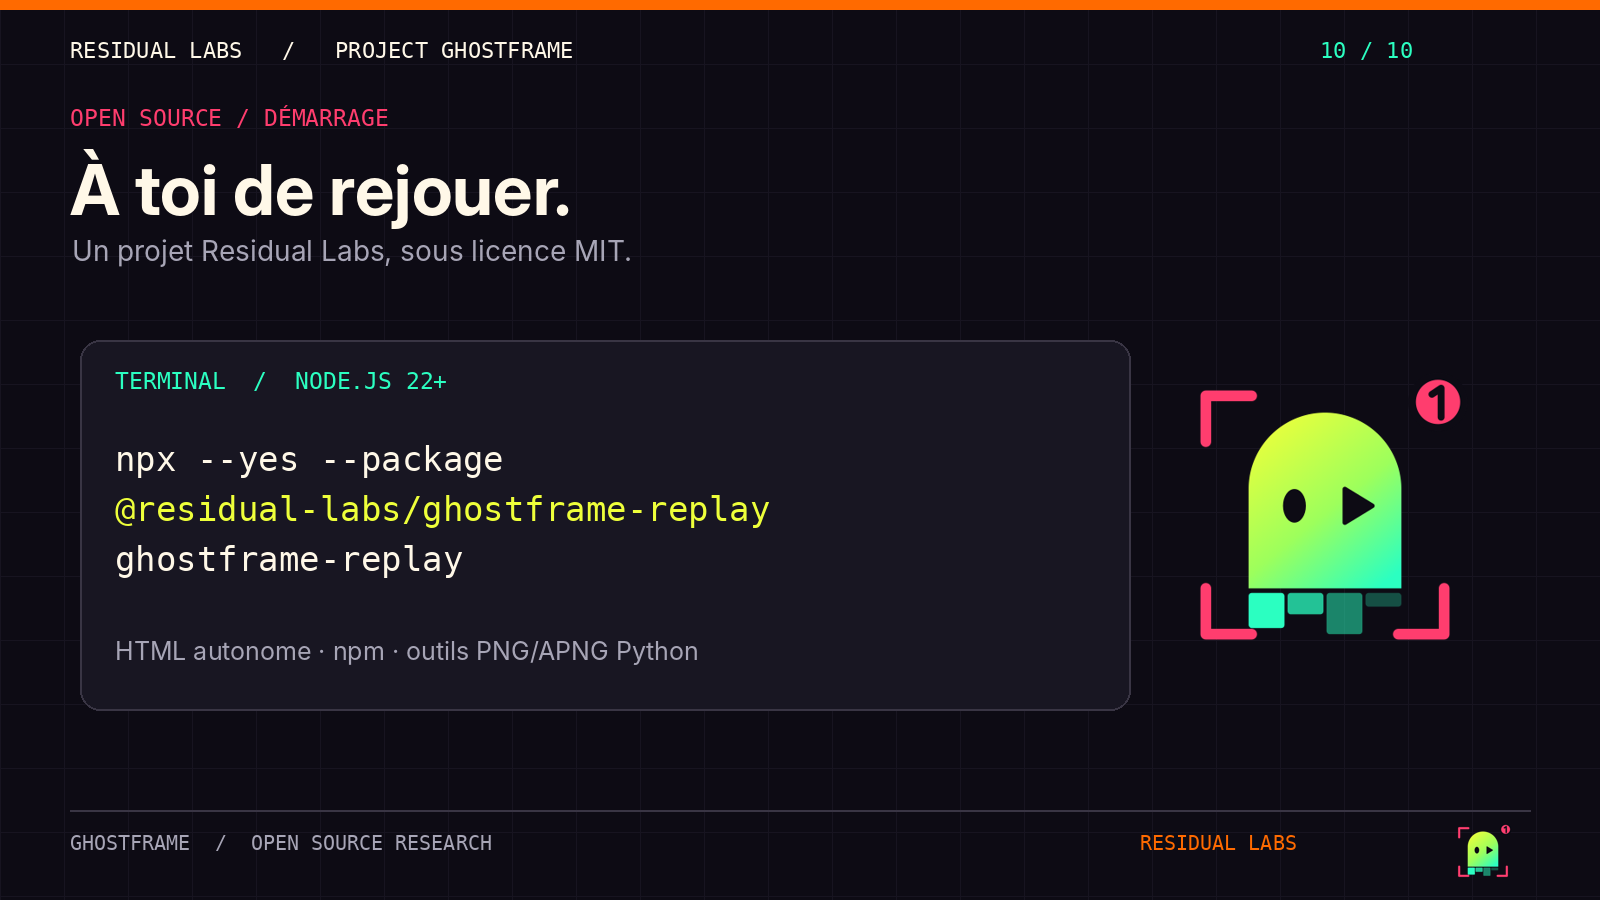 RESIDUAL LABS / PROJECT GHOSTFRAME
10 / 10
OPEN SOURCE / DÉMARRAGE
À toi de rejouer.
Un projet Residual Labs, sous licence MIT.
TERMINAL / NODE.JS 22+
npx --yes --package
@residual-labs/ghostframe-replay
ghostframe-replay
HTML autonome · npm · outils PNG/APNG Python
1
GHOSTFRAME / OPEN SOURCE RESEARCH
RESIDUAL LABS
1